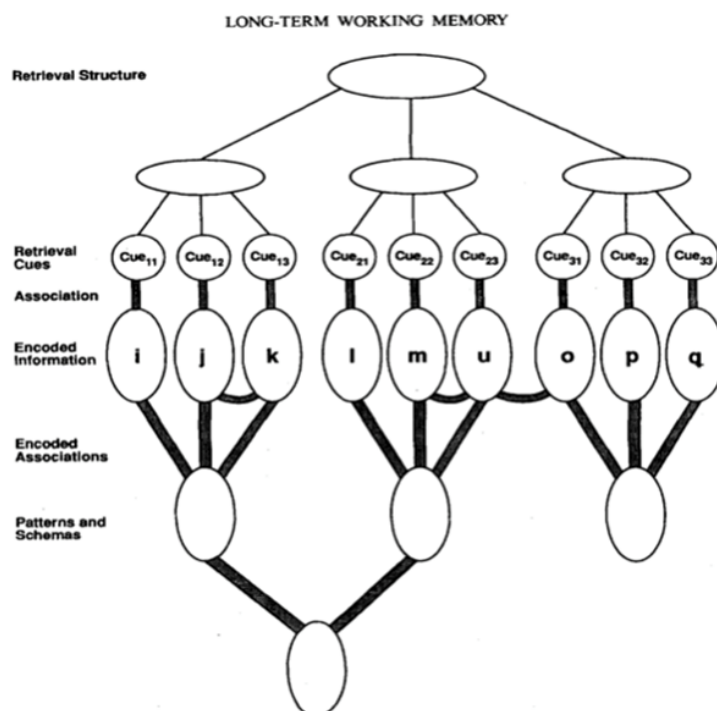 LONG-TERM WORKING MEMORY
Retrieval Structure
Retrieval
Cues
Cue11 Cue12 Cue13 Cue21 Cue22 Cue23 Cue31 Cue32 Cue33
Association
Encoded
Information
i j k l m u o p q
Encoded
Associations
Patterns and
Schemas